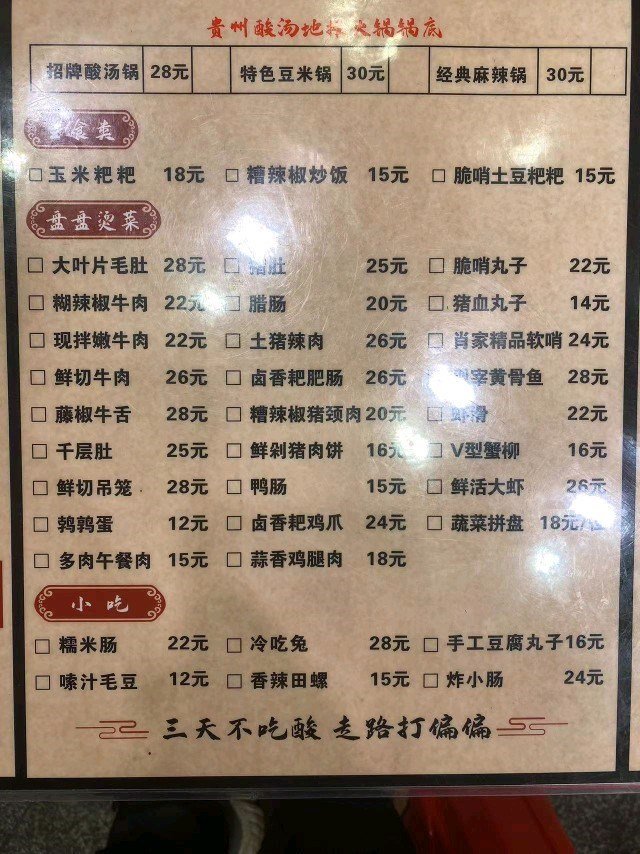 贵州酸汤地 火锅锅底
招牌酸汤锅 28元 特色豆米锅 30元 经典麻辣锅 30元
食卖
玉米粑粑 18元 糟辣椒炒饭 15元 脆哨土豆粑粑 15元
盘盘烫菜
大叶片毛肚 28元 猪肚 25元 脆哨丸子 22元
糊辣椒牛肉 22元 腊肠 20元 猪血丸子 14元
现拌嫩牛肉 22元 土猪辣肉 26元 肖家精品软哨 24元
鲜切牛肉 26元 卤香粑肥肠 26元 宰黄骨鱼 28元
藤椒牛舌 28元 糟辣椒猪颈肉 20元 虾滑 22元
千层肚 25元 鲜剁猪肉饼 16元 V型蟹柳 16元
鲜切吊笼 28元 鸭肠 15元 鲜活大虾 26元
鹑鹑蛋 12元 卤香耙鸡爪 24元 蔬菜拼盘 18元/
多肉午餐肉 15元 蒜香鸡腿肉 18元
小吃
糯米肠 22元 冷吃兔 28元 手工豆腐丸子 16元
嗦汁毛豆 12元 香辣田螺 15元 炸小肠 24元
三天不吃酸 走路打偏偏